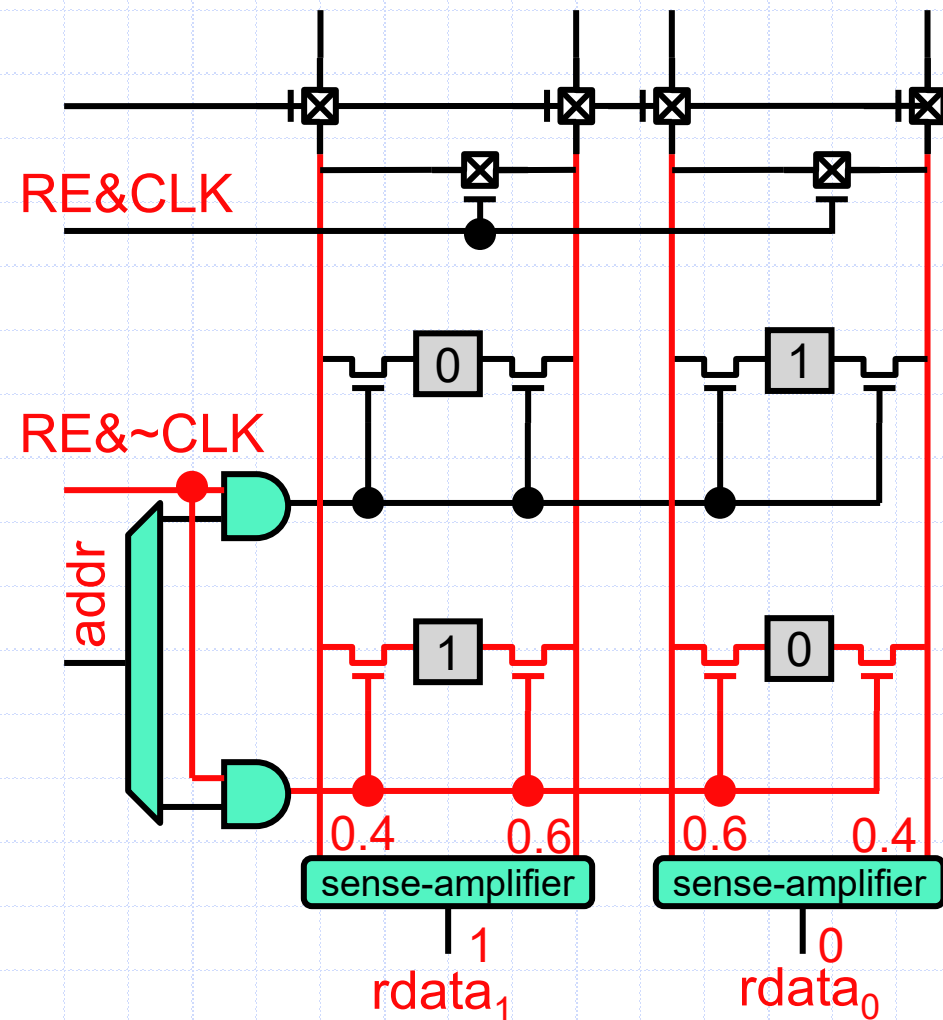 RE&CLK
0 1
RE&~CLK
addr
1 0
0.4 0.6 0.6 0.4
sense-amplifier sense-amplifier
1 0
rdata₁ rdata₀